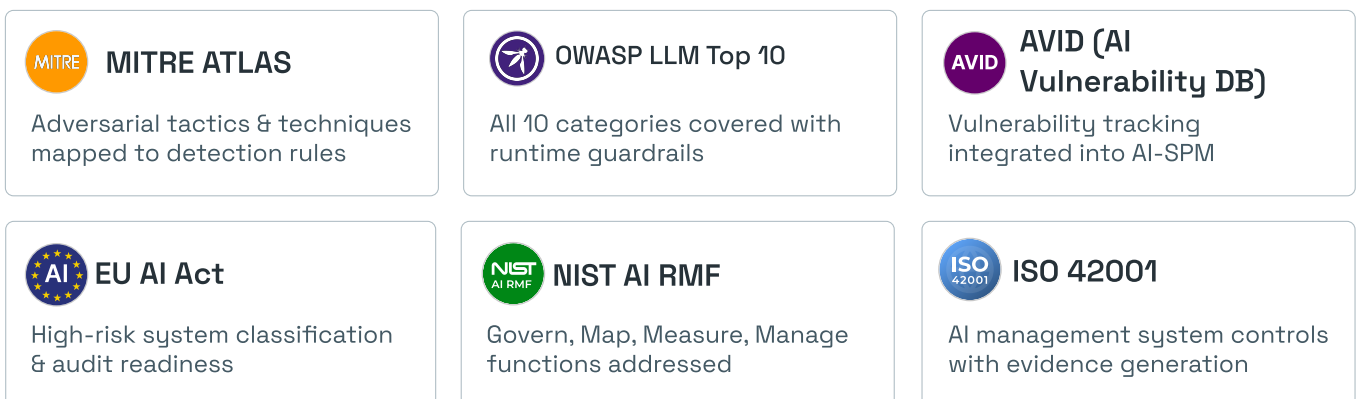 MITRE
MITRE ATLAS
Adversarial tactics & techniques
mapped to detection rules
OWASP LLM Top 10
All 10 categories covered with
runtime guardrails
AVID
AVID (AI
Vulnerability DB)
Vulnerability tracking
integrated into AI-SPM
AI
EU AI Act
High-risk system classification
& audit readiness
NIST
AI RMF
NIST AI RMF
Govern, Map, Measure, Manage
functions addressed
ISO
42001
ISO 42001
AI management system controls
with evidence generation